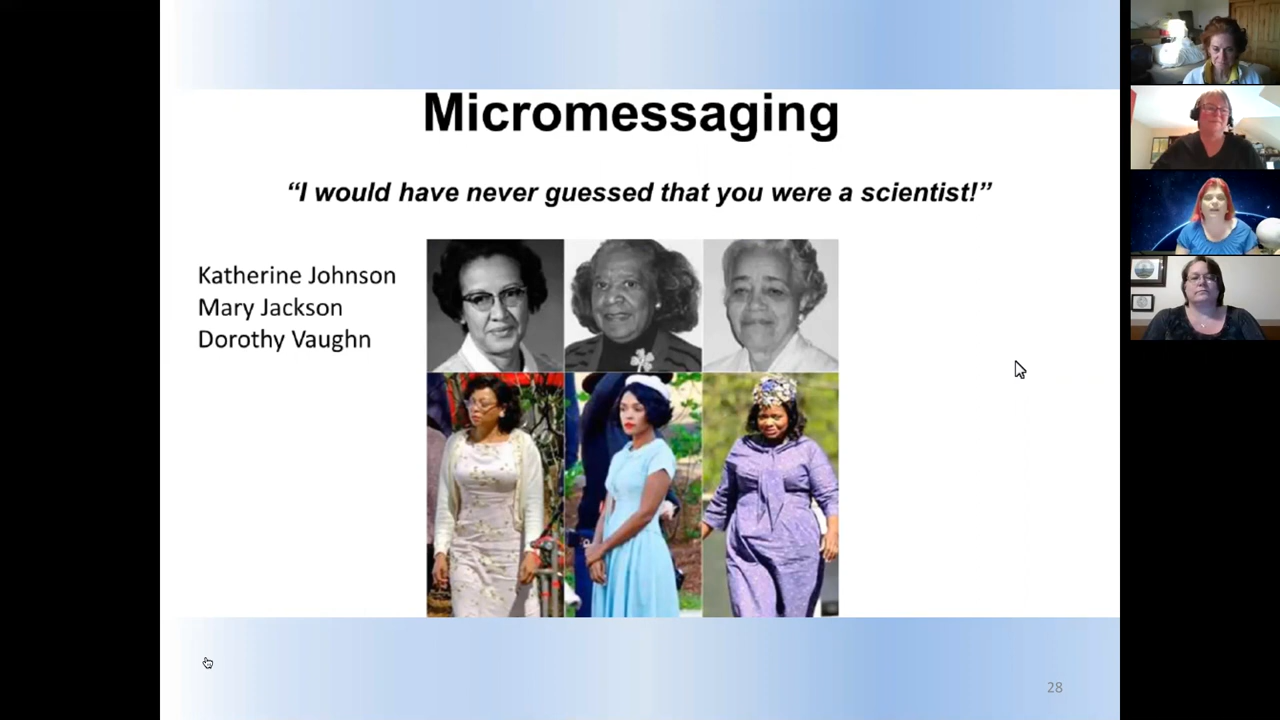 Micromessaging
“I would have never guessed that you were a scientist!”
Katherine Johnson
Mary Jackson
Dorothy Vaughn
28